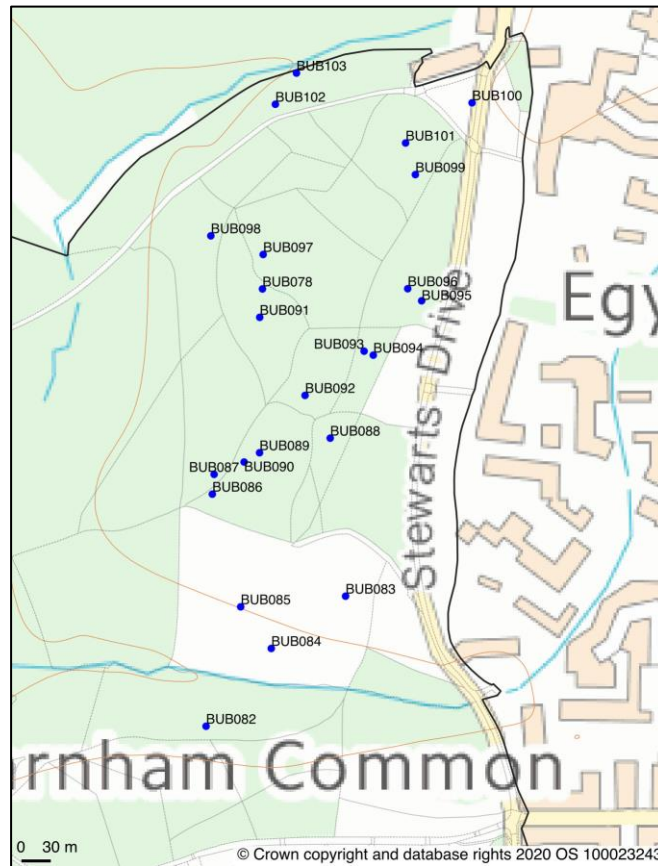 BUB103
BUB102
BUB100
BUB101
BUB099
BUB098
BUB097
BUB078
BUB096
BUB095
BUB091
BUB093
BUB094
BUB092
BUB088
BUB089
BUB090
BUB087
BUB086
BUB085
BUB083
BUB084
BUB082
Stewarts Drive
Egy
rnham Common
0 30 m
© Crown copyright and database rights 2020 OS 100023243